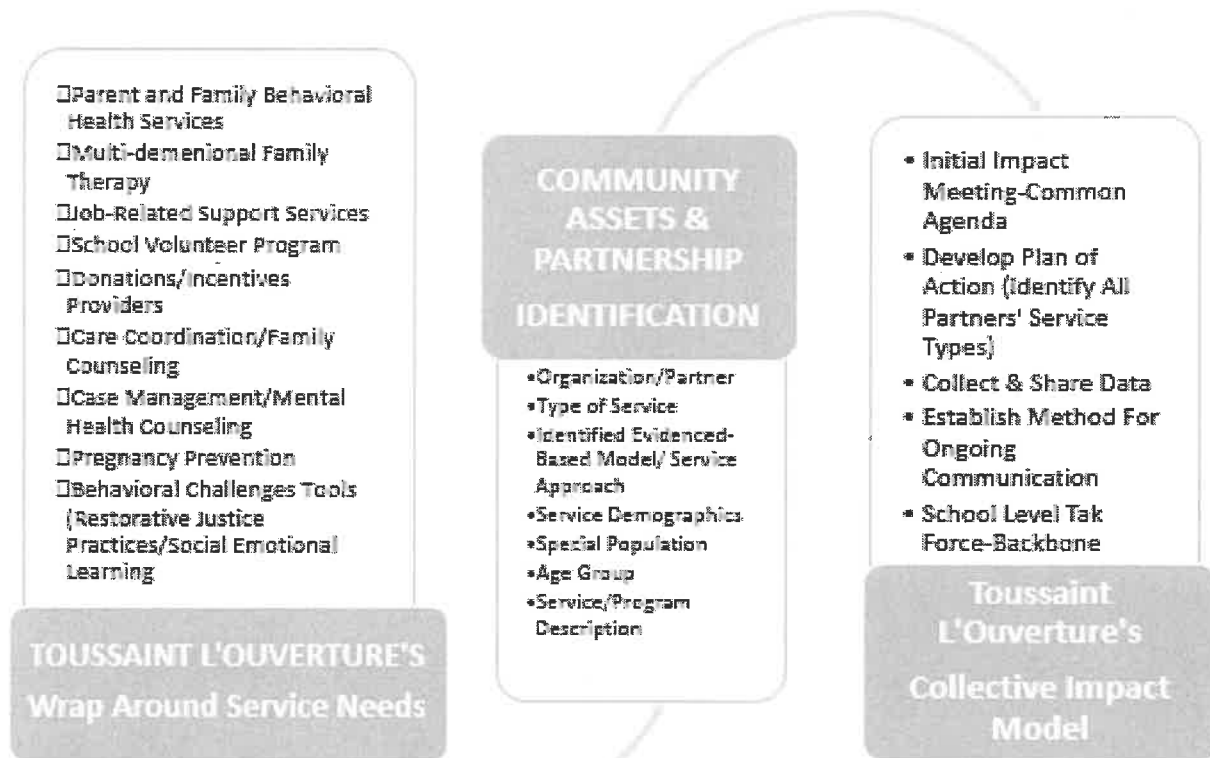 ☐Parent and Family Behavioral
Health Services
☐Multi-demenional Family
Therapy
☐Job-Related Support Services
☐School Volunteer Program
☐Donations/Incentives
Providers
☐Care Coordination/Family
Counseling
☐Case Management/Mental
Health Counseling
☐Pregnancy Prevention
☐Behavioral Challenges Tools
(Restorative Justice
Practices/Social Emotional
Learning
TOUSSAINT L'OUVERTURE'S
Wrap Around Service Needs
COMMUNITY
ASSETS &
PARTNERSHIP
IDENTIFICATION
•Organization/Partner
•Type of Service
•Identified Evidenced-
Based Model/ Service
Approach
•Service Demographics
•Special Population
•Age Group
•Service/Program
Description
• Initial Impact
Meeting-Common
Agenda
• Develop Plan of
Action (Identify All
Partners' Service
Types)
• Collect & Share Data
• Establish Method For
Ongoing
Communication
• School Level Tak
Force-Backbone
Toussaint
L'Ouverture's
Collective Impact
Model